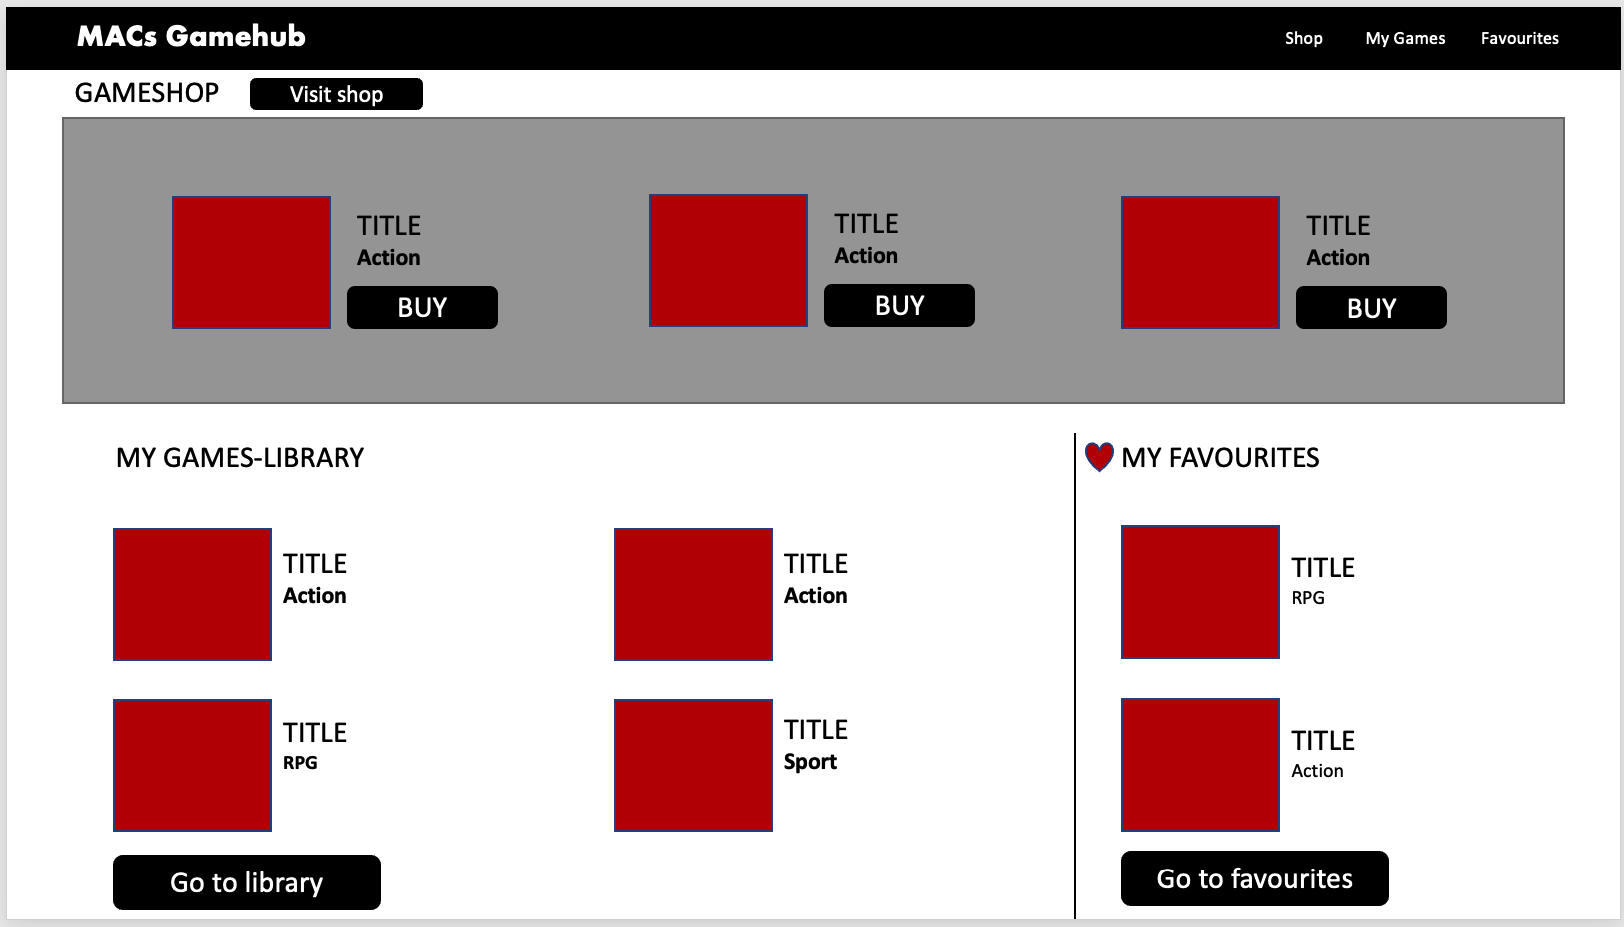 MACs Gamehub
Shop My Games Favourites
GAMESHOP Visit shop
TITLE
Action
BUY
TITLE
Action
BUY
TITLE
Action
BUY
MY GAMES-LIBRARY
TITLE
Action
TITLE
Action
TITLE
RPG
TITLE
Sport
Go to library
MY FAVOURITES
TITLE
RPG
TITLE
Action
Go to favourites